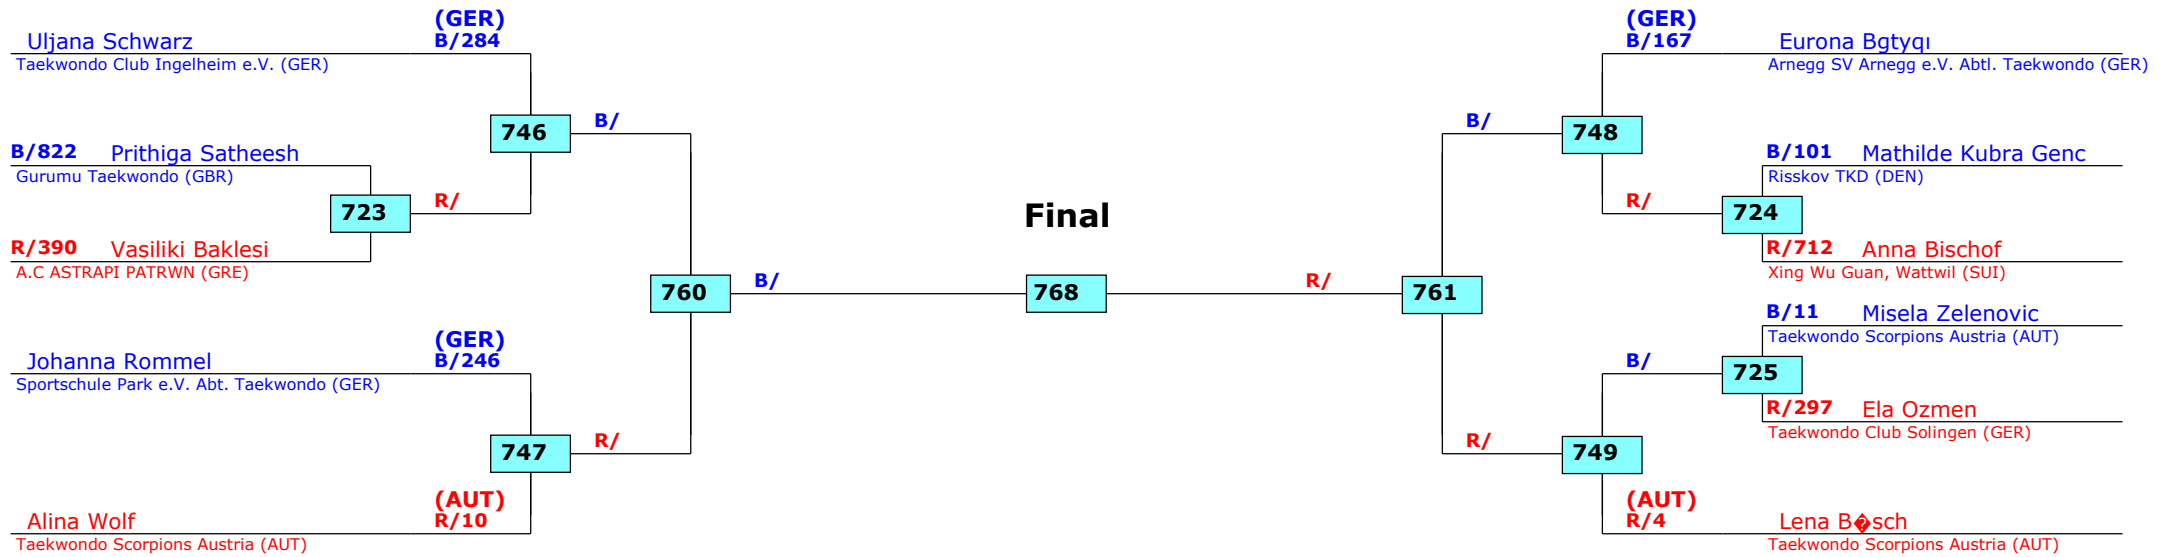 (GER)
Uljana Schwarz B/284
Taekwondo Club Ingelheim e.V. (GER)
746
B/
B/822 Prithiga Satheesh
Gurumu Taekwondo (GBR)
723
R/
R/390 Vasiliki Baklesi
A.C ASTRAPI PATRWN (GRE)
760
B/
(GER)
Johanna Rommel B/246
Sportschule Park e.V. Abt. Taekwondo (GER)
747
R/
(AUT)
Alina Wolf R/10
Taekwondo Scorpions Austria (AUT)
Final
768
(GER)
B/167 Eurona Bgtyqı
Arnegg SV Arnegg e.V. Abtl. Taekwondo (GER)
B/
748
B/101 Mathilde Kubra Genc
Risskov TKD (DEN)
R/
724
R/712 Anna Bischof
Xing Wu Guan, Wattwil (SUI)
R/
761
B/11 Misela Zelenovic
Taekwondo Scorpions Austria (AUT)
B/
725
R/297 Ela Ozmen
Taekwondo Club Solingen (GER)
R/
749
(AUT)
R/4 Lena B�sch
Taekwondo Scorpions Austria (AUT)